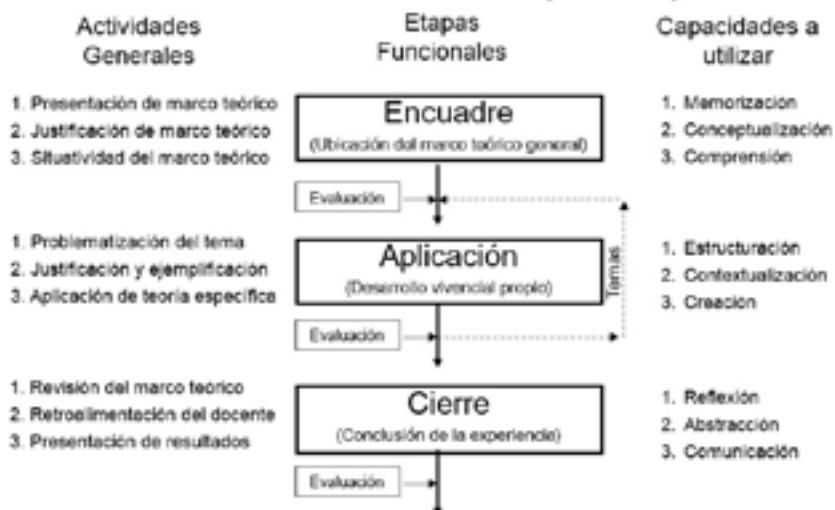 Actividades
Generales
Etapas
Funcionales
Capacidades a
utilizar
1. Presentación de marco teórico
2. Justificación de marco teórico
3. Situatividad del marco teórico
Encuadre
(Ubicación del marco teórico general)
1. Memorización
2. Conceptualización
3. Comprensión
Evaluación
1. Problematización del tema
2. Justificación y ejemplificación
3. Aplicación de teoría específica
Aplicación
(Desarrollo vivencial propio)
Temas
1. Estructuración
2. Contextualización
3. Creación
Evaluación
1. Revisión del marco teórico
2. Retroalimentación del docente
3. Presentación de resultados
Cierre
(Conclusión de la experiencia)
1. Reflexión
2. Abstracción
3. Comunicación
Evaluación